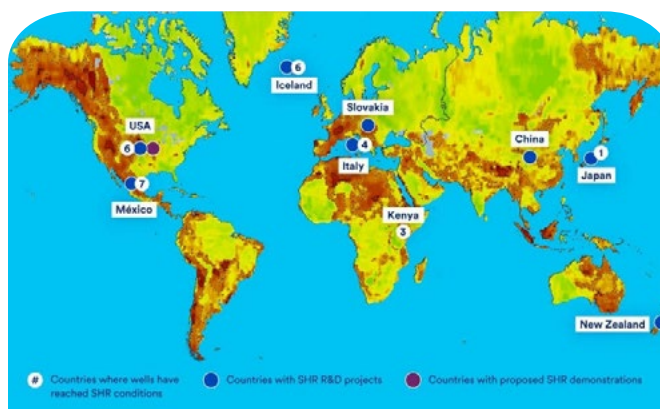 6
Iceland
Slovakia
USA
6
4
China
1
Italy
Japan
7
México
Kenya
3
New Zealand
# Countries where wells have
reached SHR conditions
Countries with SHR R&D projects
Countries with proposed SHR demonstrations